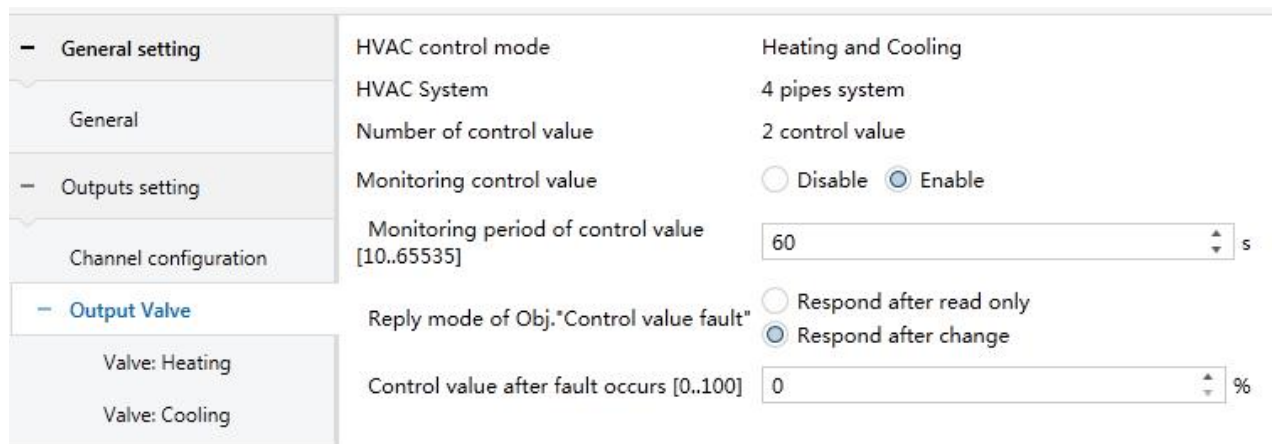 General setting
General
Outputs setting
Channel configuration
Output Valve
Valve: Heating
Valve: Cooling
HVAC control mode Heating and Cooling
HVAC System 4 pipes system
Number of control value 2 control value
Monitoring control value Disable Enable
Monitoring period of control value
[10..65535] 60 s
Reply mode of Obj."Control value fault" Respond after read only
Respond after change
Control value after fault occurs [0..100] 0 %